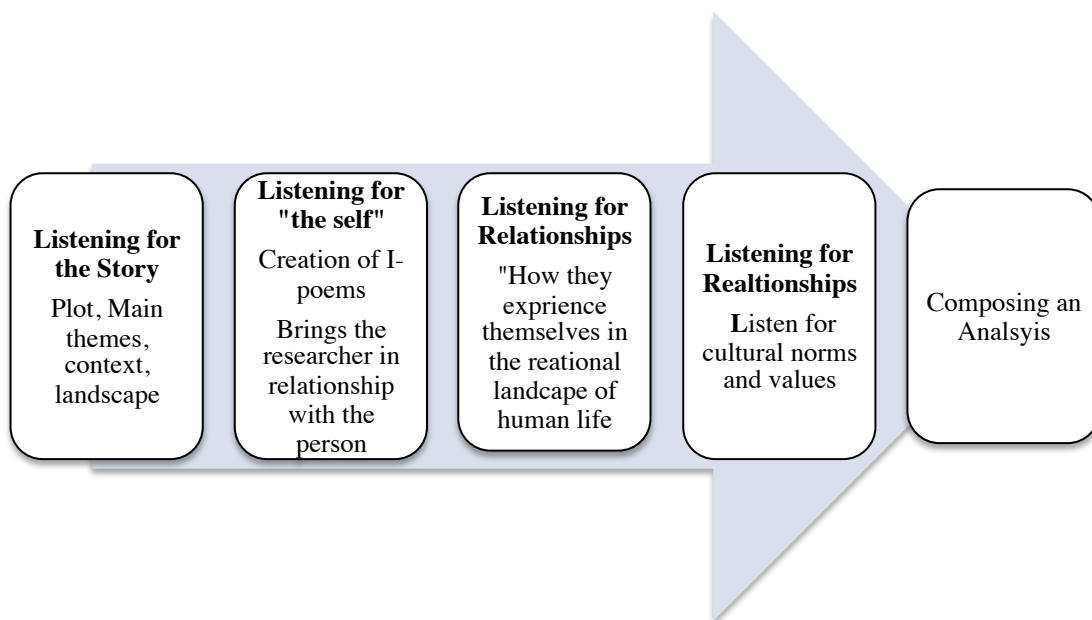 Listening for
the Story
Plot, Main
themes,
context,
landscape
Listening for
"the self"
Creation of I-
poems
Brings the
researcher in
relationship
with the
person
Listening for
Relationships
"How they
exprience
themselves in
the reational
landcape of
human life
Listening for
Realtionships
Listen for
cultural norms
and values
Composing an
Analsyis